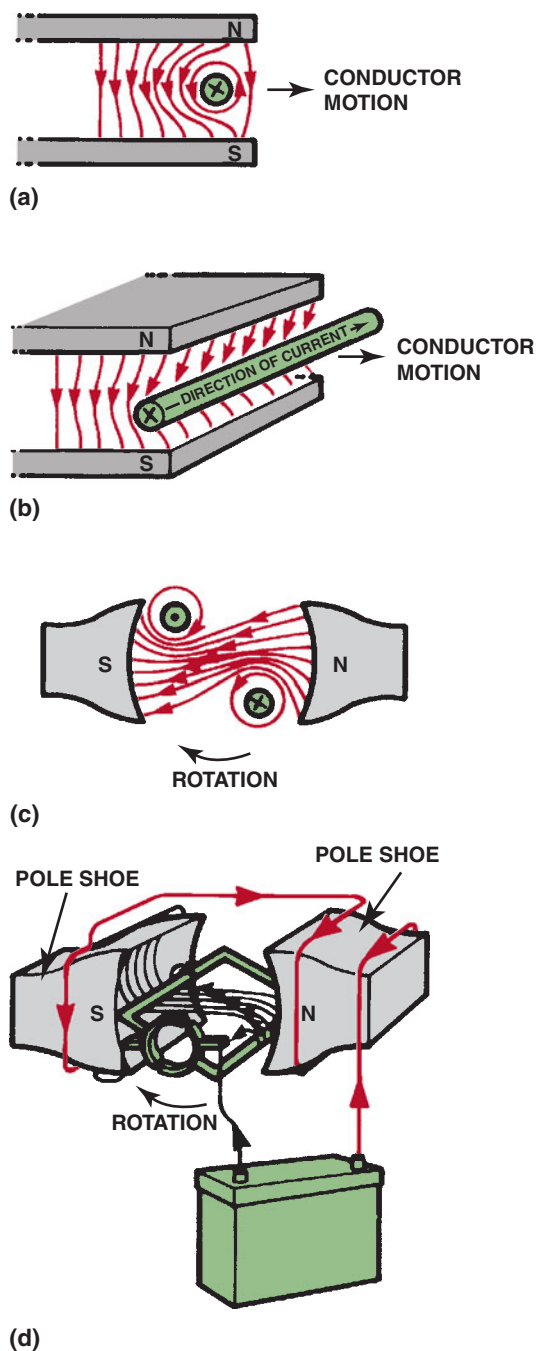 N
CONDUCTOR
MOTION
S
(a)
N
DIRECTION OF CURRENT
CONDUCTOR
MOTION
S
(b)
S
N
ROTATION
(c)
POLE SHOE
POLE SHOE
S
N
ROTATION
(d)